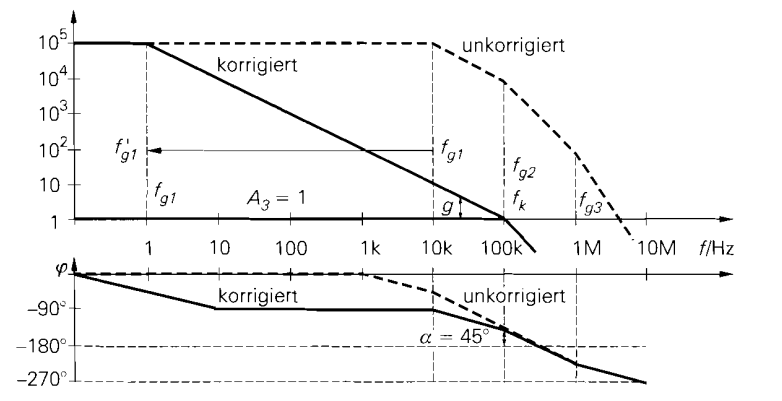 10⁵
unkorrigiert
korrigiert
10⁴
10³
10²
f'g1
fg1
fg2
10
fg1
A₃ = 1
g
fk
fg3
1
1 10 100 1k 10k 100k 1M 10M f/Hz
φ
korrigiert
unkorrigiert
−90°
α = 45°
−180°
−270°